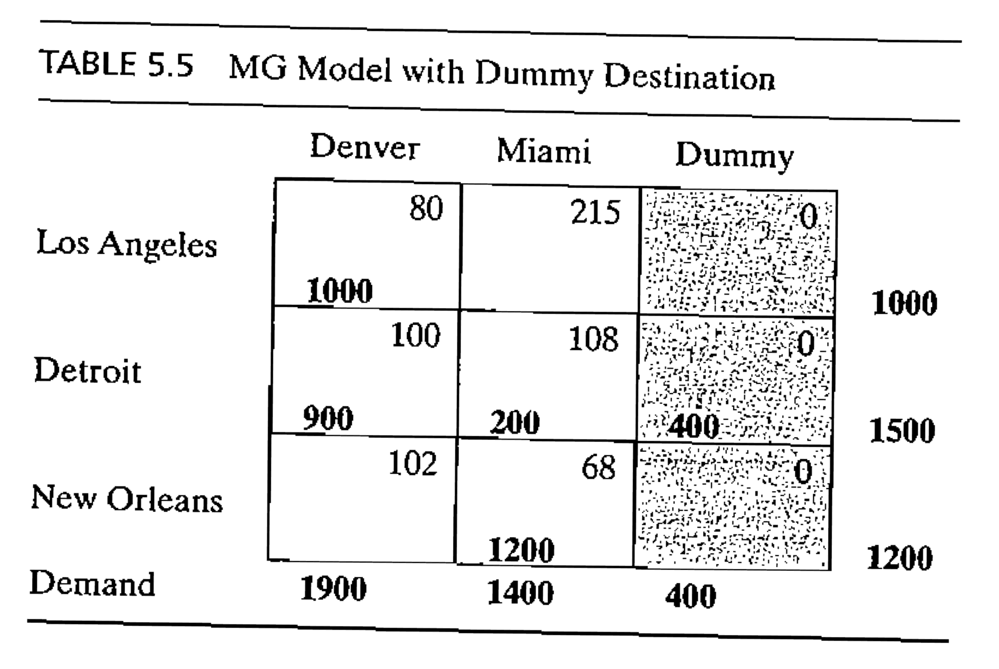 TABLE 5.5 MG Model with Dummy Destination
Denver Miami Dummy
80 215 0
Los Angeles
1000 1000
100 108 0
Detroit
900 200 400 1500
102 68 0
New Orleans
1200 1200
Demand 1900 1400 400